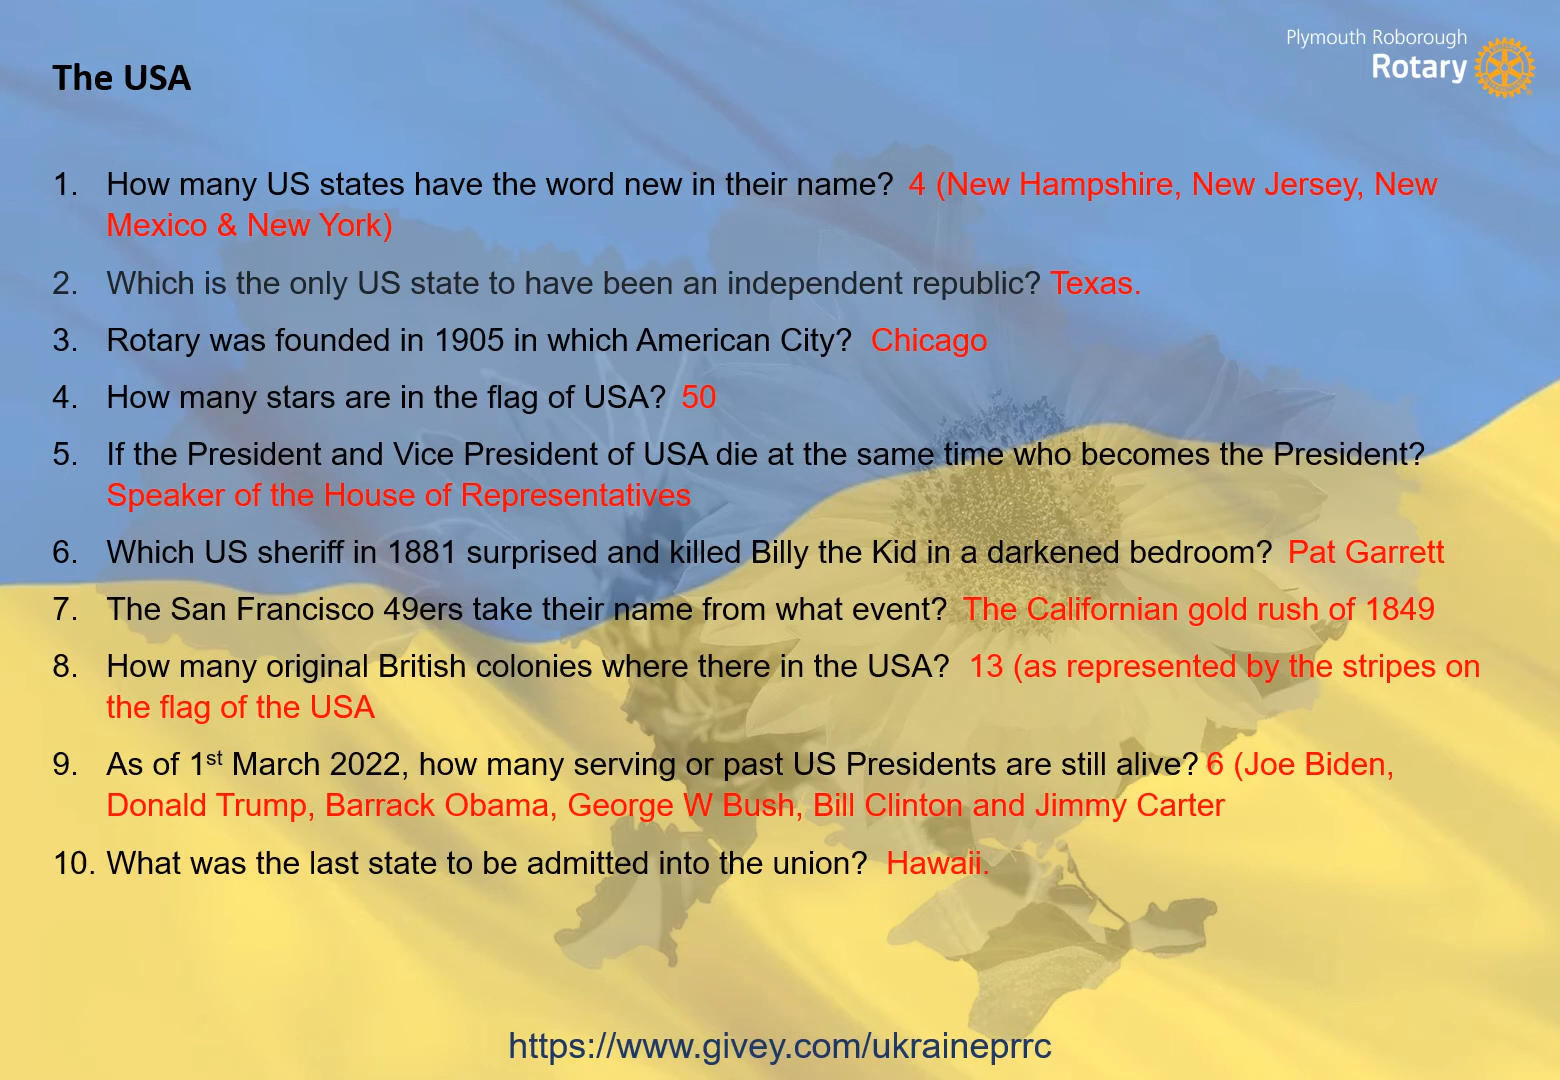 Plymouth Roborough
Rotary
The USA
1. How many US states have the word new in their name? 4 (New Hampshire, New Jersey, New
Mexico & New York)
2. Which is the only US state to have been an independent republic? Texas.
3. Rotary was founded in 1905 in which American City? Chicago
4. How many stars are in the flag of USA? 50
5. If the President and Vice President of USA die at the same time who becomes the President?
Speaker of the House of Representatives
6. Which US sheriff in 1881 surprised and killed Billy the Kid in a darkened bedroom? Pat Garrett
7. The San Francisco 49ers take their name from what event? The Californian gold rush of 1849
8. How many original British colonies where there in the USA? 13 (as represented by the stripes on
the flag of the USA
9. As of 1st March 2022, how many serving or past US Presidents are still alive? 6 (Joe Biden,
Donald Trump, Barrack Obama, George W Bush, Bill Clinton and Jimmy Carter
10. What was the last state to be admitted into the union? Hawaii.
https://www.givey.com/ukraineprrc